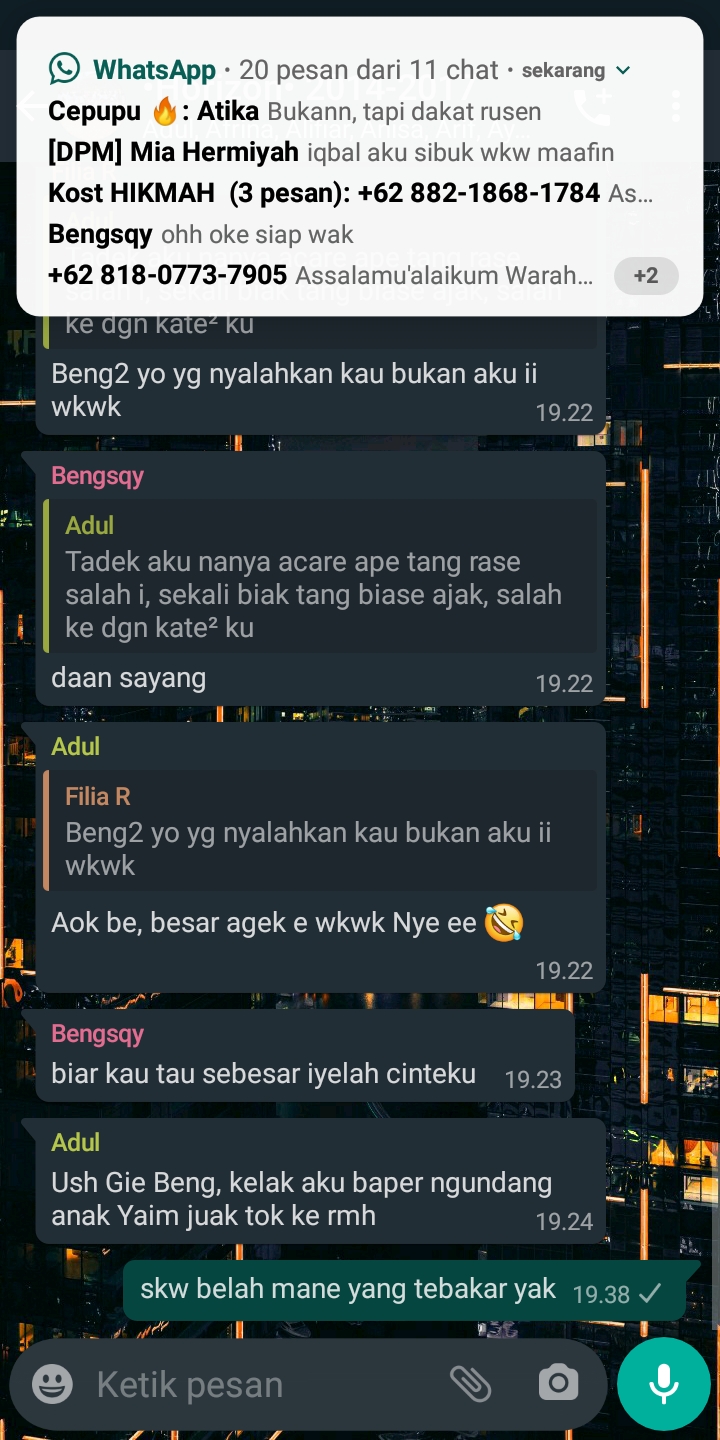 WhatsApp · 20 pesan dari 11 chat · sekarang
Cepupu 🔥: Atika Bukann, tapi dakat rusen
[DPM] Mia Hermiyah iqbal aku sibuk wkw maafin
Kost HIKMAH (3 pesan): +62 882-1868-1784 As...
Bengsqy ohh oke siap wak
+62 818-0773-7905 Assalamu'alaikum Warah...
+2
ke dgn kate² ku
Beng2 yo yg nyalahkan kau bukan aku ii
wkwk
19.22
Bengsqy
Adul
Tadek aku nanya acare ape tang rase
salah i, sekali biak tang biase ajak, salah
ke dgn kate² ku
daan sayang
19.22
Adul
Filia R
Beng2 yo yg nyalahkan kau bukan aku ii
wkwk
Aok be, besar agek e wkwk Nye ee 🤣
19.22
Bengsqy
biar kau tau sebesar iyelah cinteku 19.23
Adul
Ush Gie Beng, kelak aku baper ngundang
anak Yaim juak tok ke rmh
19.24
skw belah mane yang tebakar yak 19.38
Ketik pesan